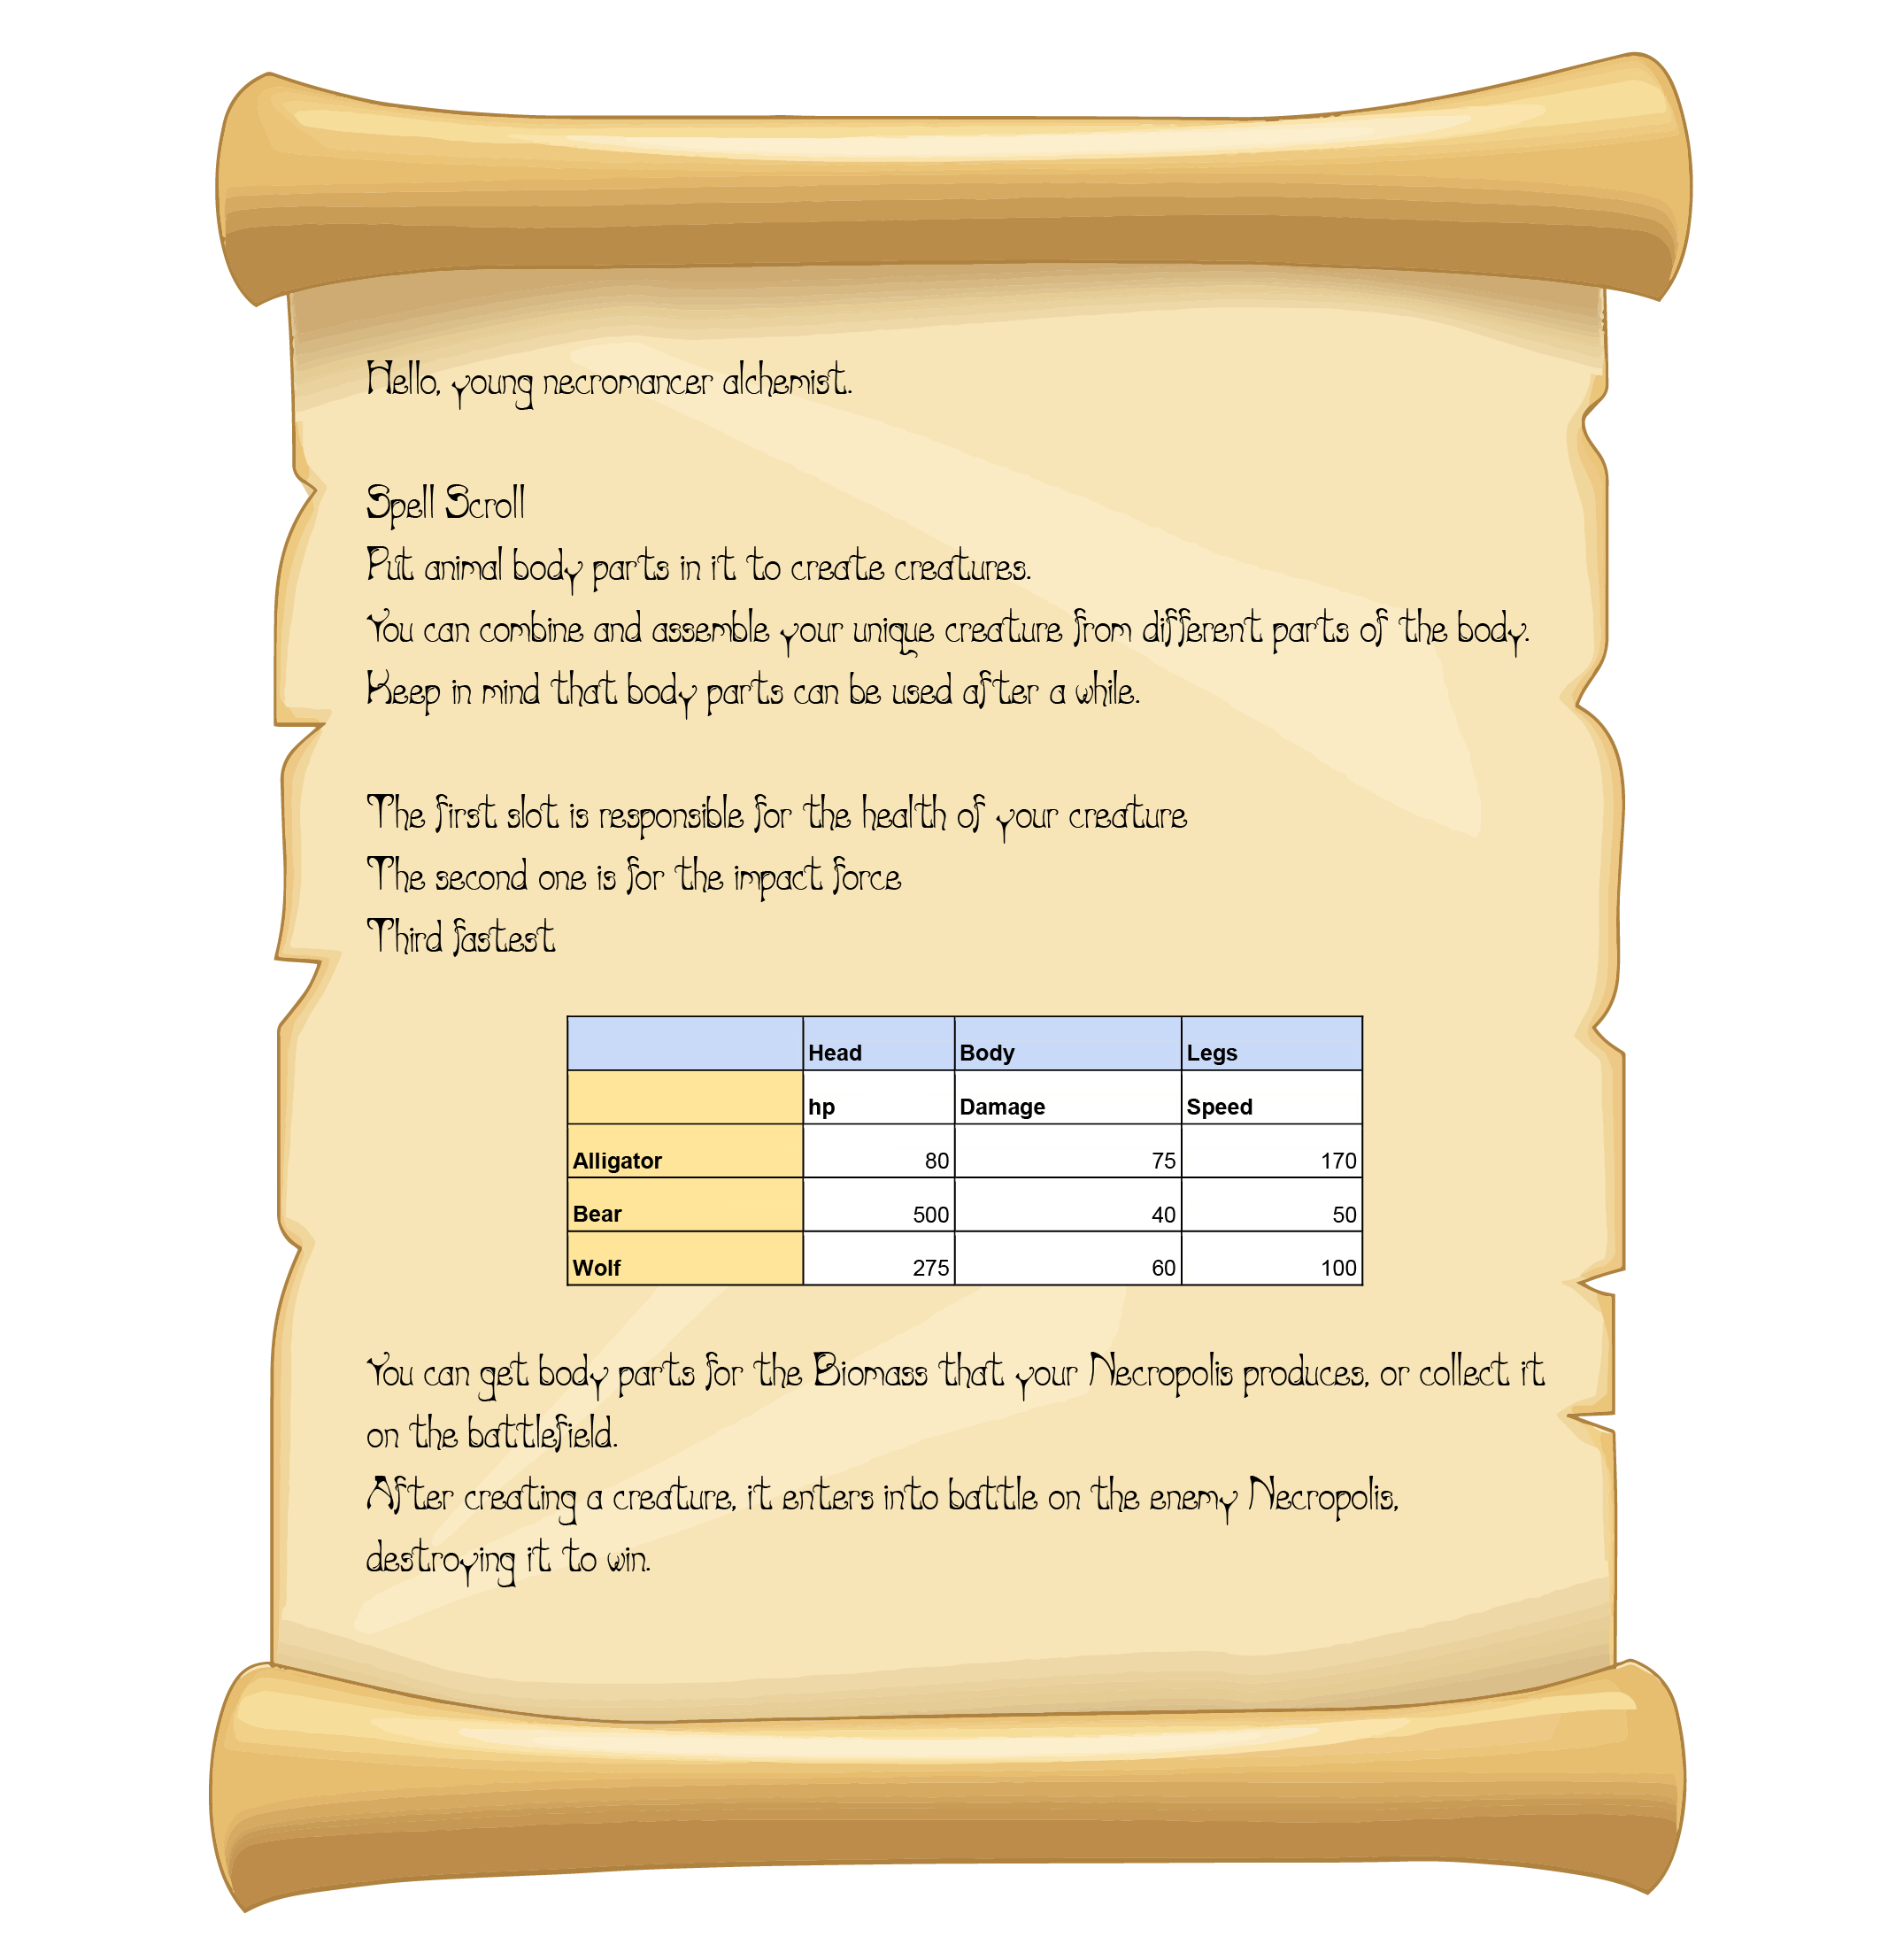 Hello, young necromancer alchemist.
Spell Scroll
Put animal body parts in it to create creatures.
You can combine and assemble your unique creature from different parts of the body.
Keep in mind that body parts can be used after a while.
The first slot is responsible for the health of your creature
The second one is for the impact force
Third fastest
Head Body Legs
hp Damage Speed
Alligator 80 75 170
Bear 500 40 50
Wolf 275 60 100
You can get body parts for the Biomass that your Necropolis produces, or collect it
on the battlefield.
After creating a creature, it enters into battle on the enemy Necropolis,
destroying it to win.